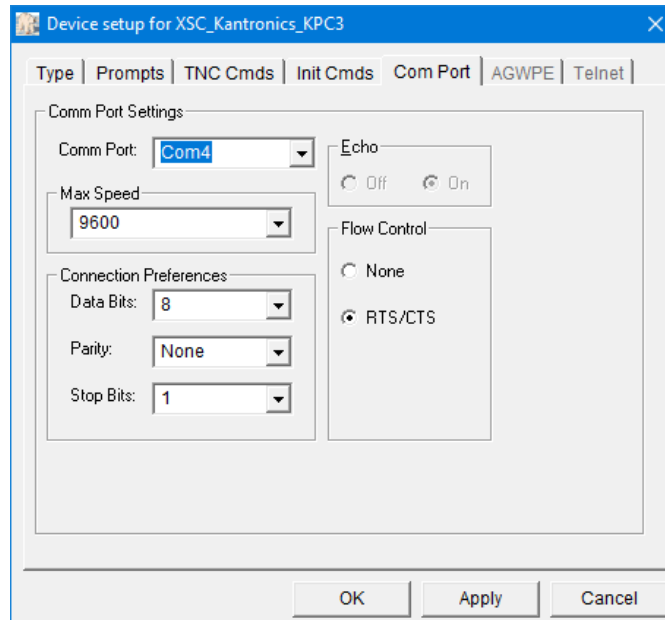 Device setup for XSC_Kantronics_KPC3
Type Prompts TNC Cmds Init Cmds Com Port AGWPE Telnet
Comm Port Settings
Comm Port: Com4
Max Speed
9600
Connection Preferences
Data Bits: 8
Parity: None
Stop Bits: 1
Echo
Off On
Flow Control
None
RTS/CTS
OK Apply Cancel